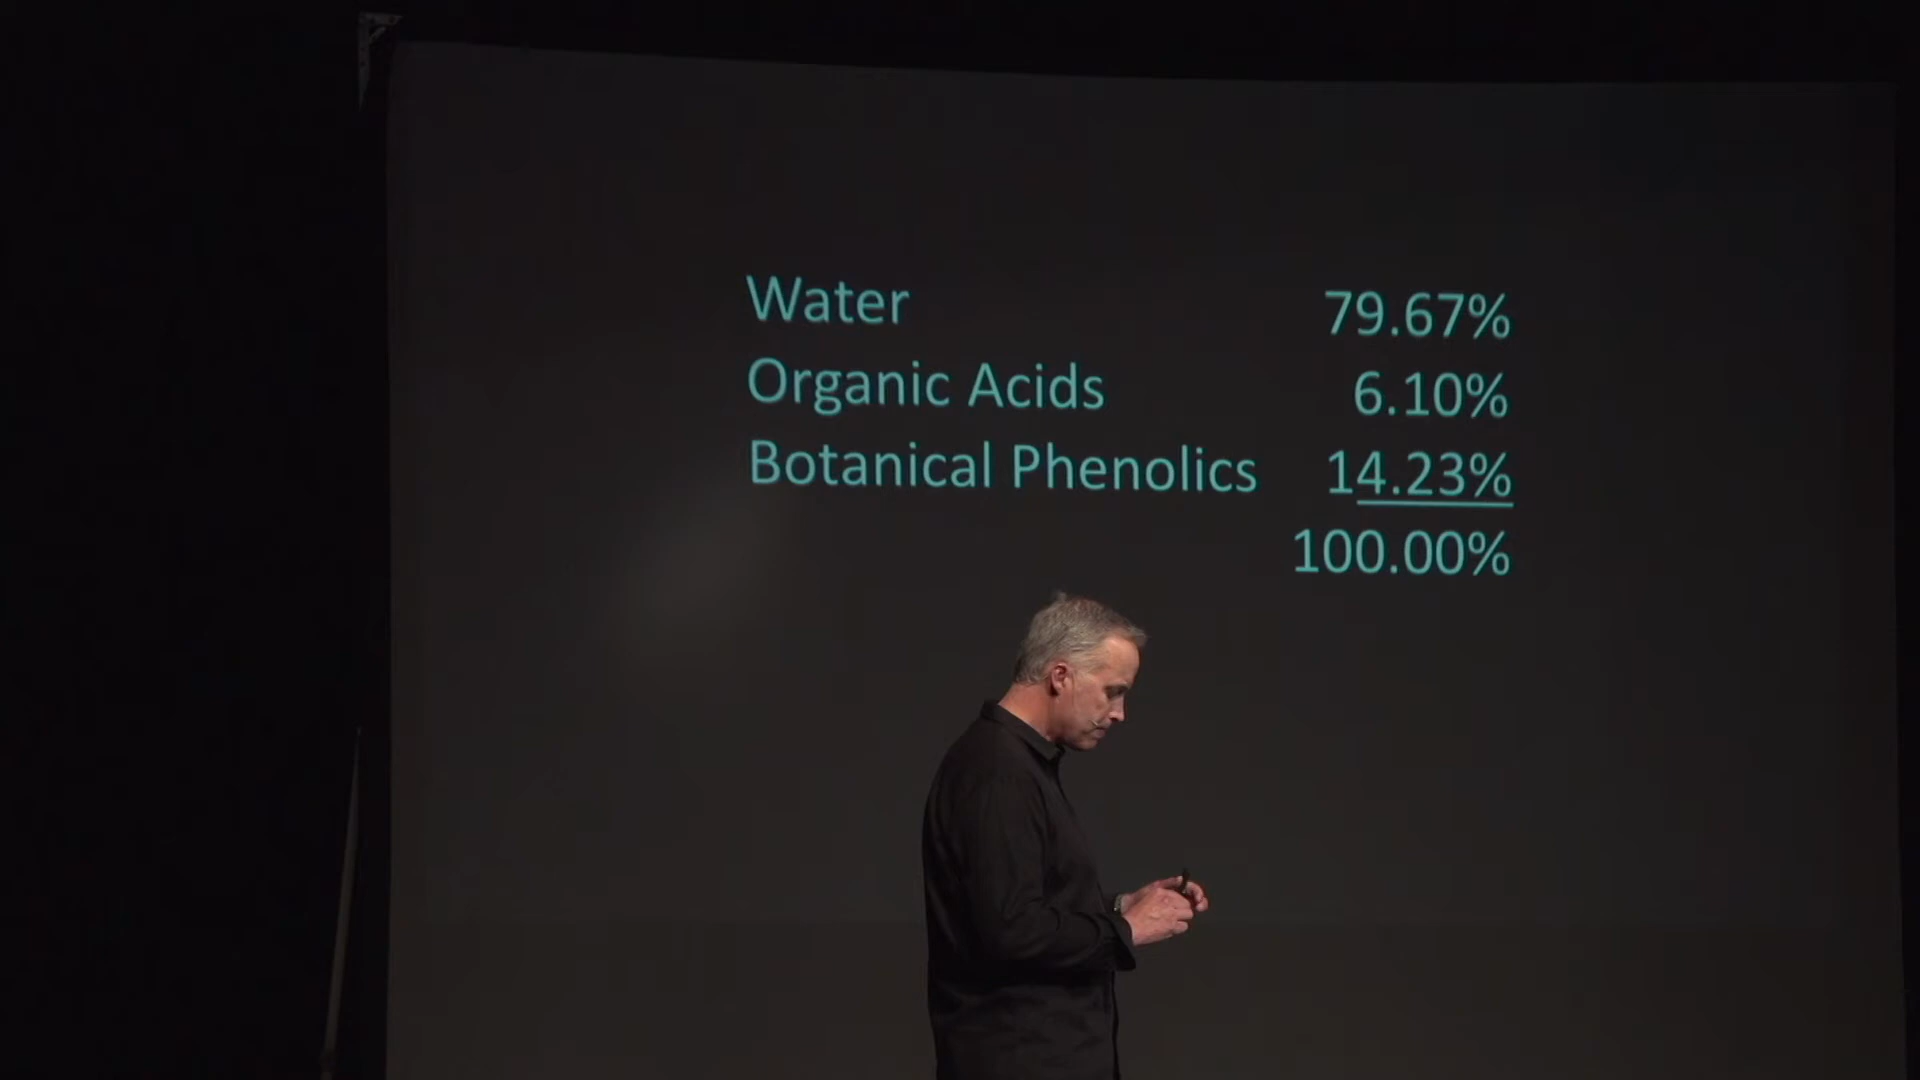 Water 79.67%
Organic Acids 6.10%
Botanical Phenolics 14.23%
100.00%